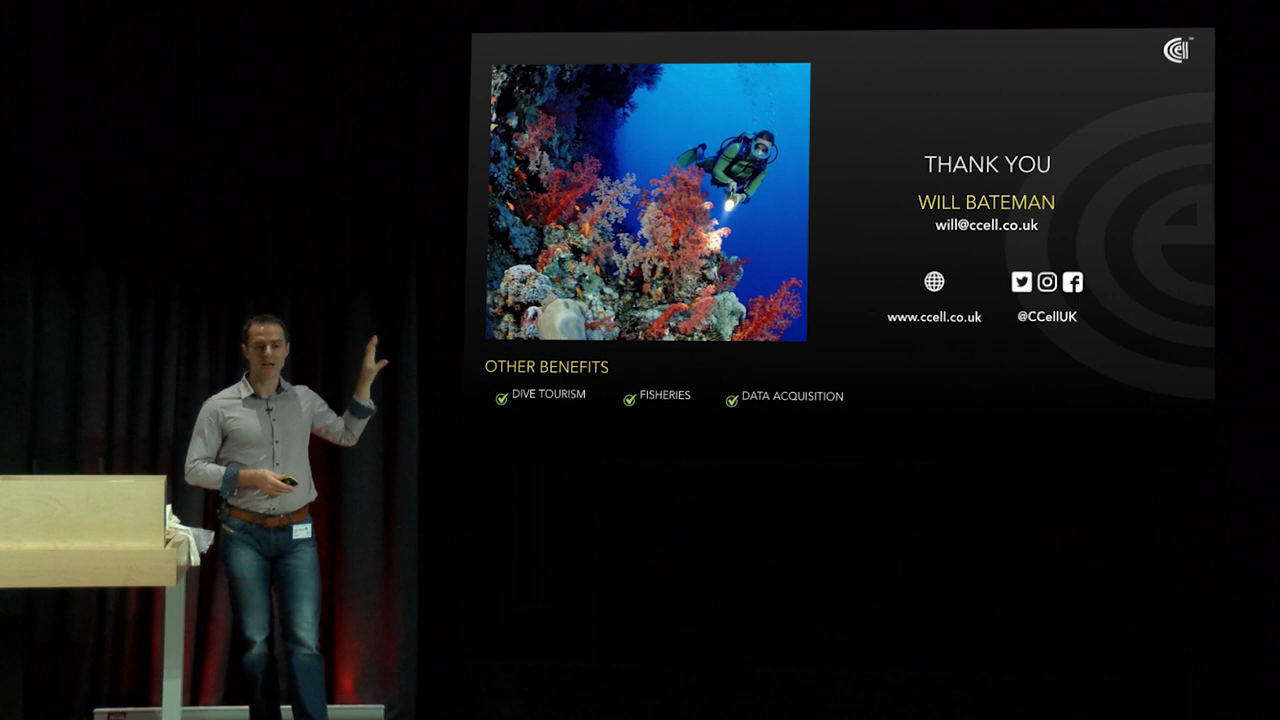 CCell
THANK YOU
WILL BATEMAN
will@ccell.co.uk
www.ccell.co.uk
@CCellUK
OTHER BENEFITS
DIVE TOURISM
FISHERIES
DATA ACQUISITION